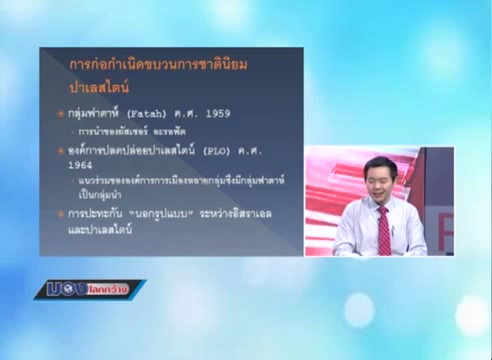 การก่อกำเนิดขบวนการชาตินิยม
ปาเลสไตน์
กลุ่มฟาตาห์ (Fatah) ค.ศ. 1959
การนำของยัสเซอร์ อะรอฟัต
องค์การปลดปล่อยปาเลสไตน์ (PLO) ค.ศ.
1964
แนวร่วมขององค์การการเมืองหลายกลุ่มซึ่งมีกลุ่มฟาตาห์
เป็นกลุ่มนำ
การปะทะกัน "นอกรูปแบบ" ระหว่างอิสราเอล
และปาเลสไตน์
มองโลกกว้าง